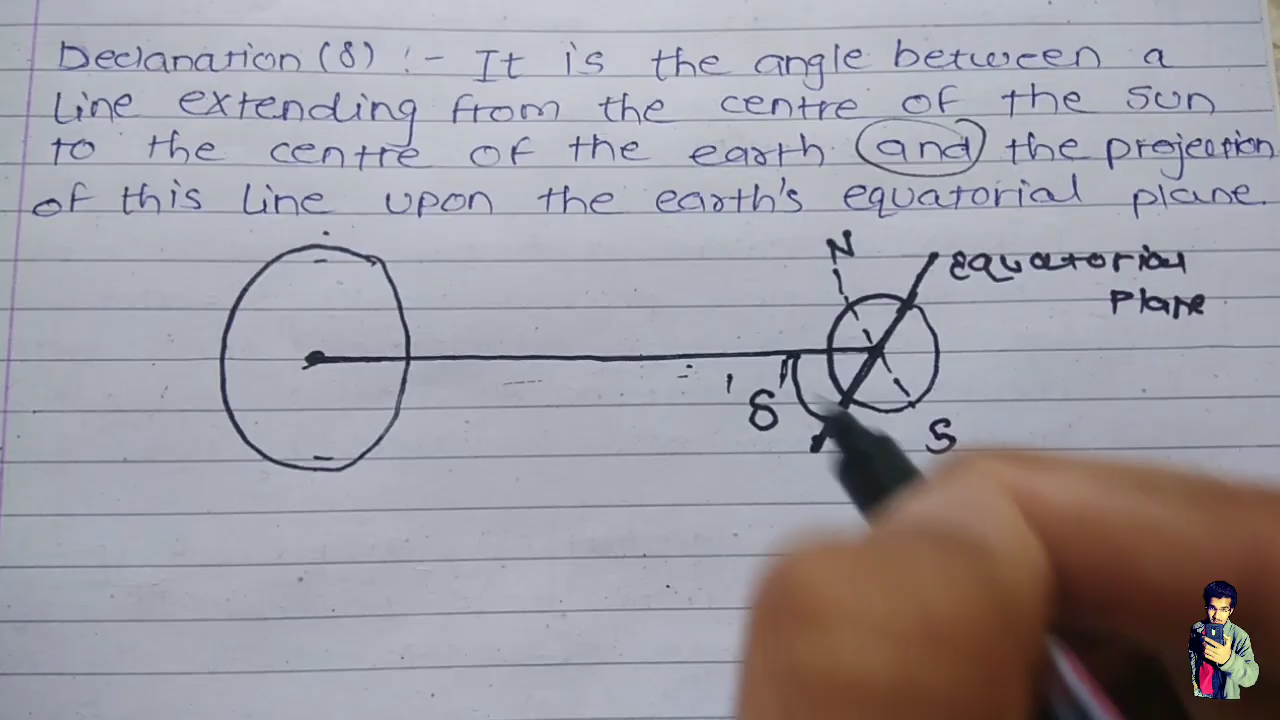 Declanation (δ) :- It is the angle between a
line extending from the centre of the sun
to the centre of the earth and the projection
of this line upon the earth's equatorial plane.
N
equatorial
plane
δ
S